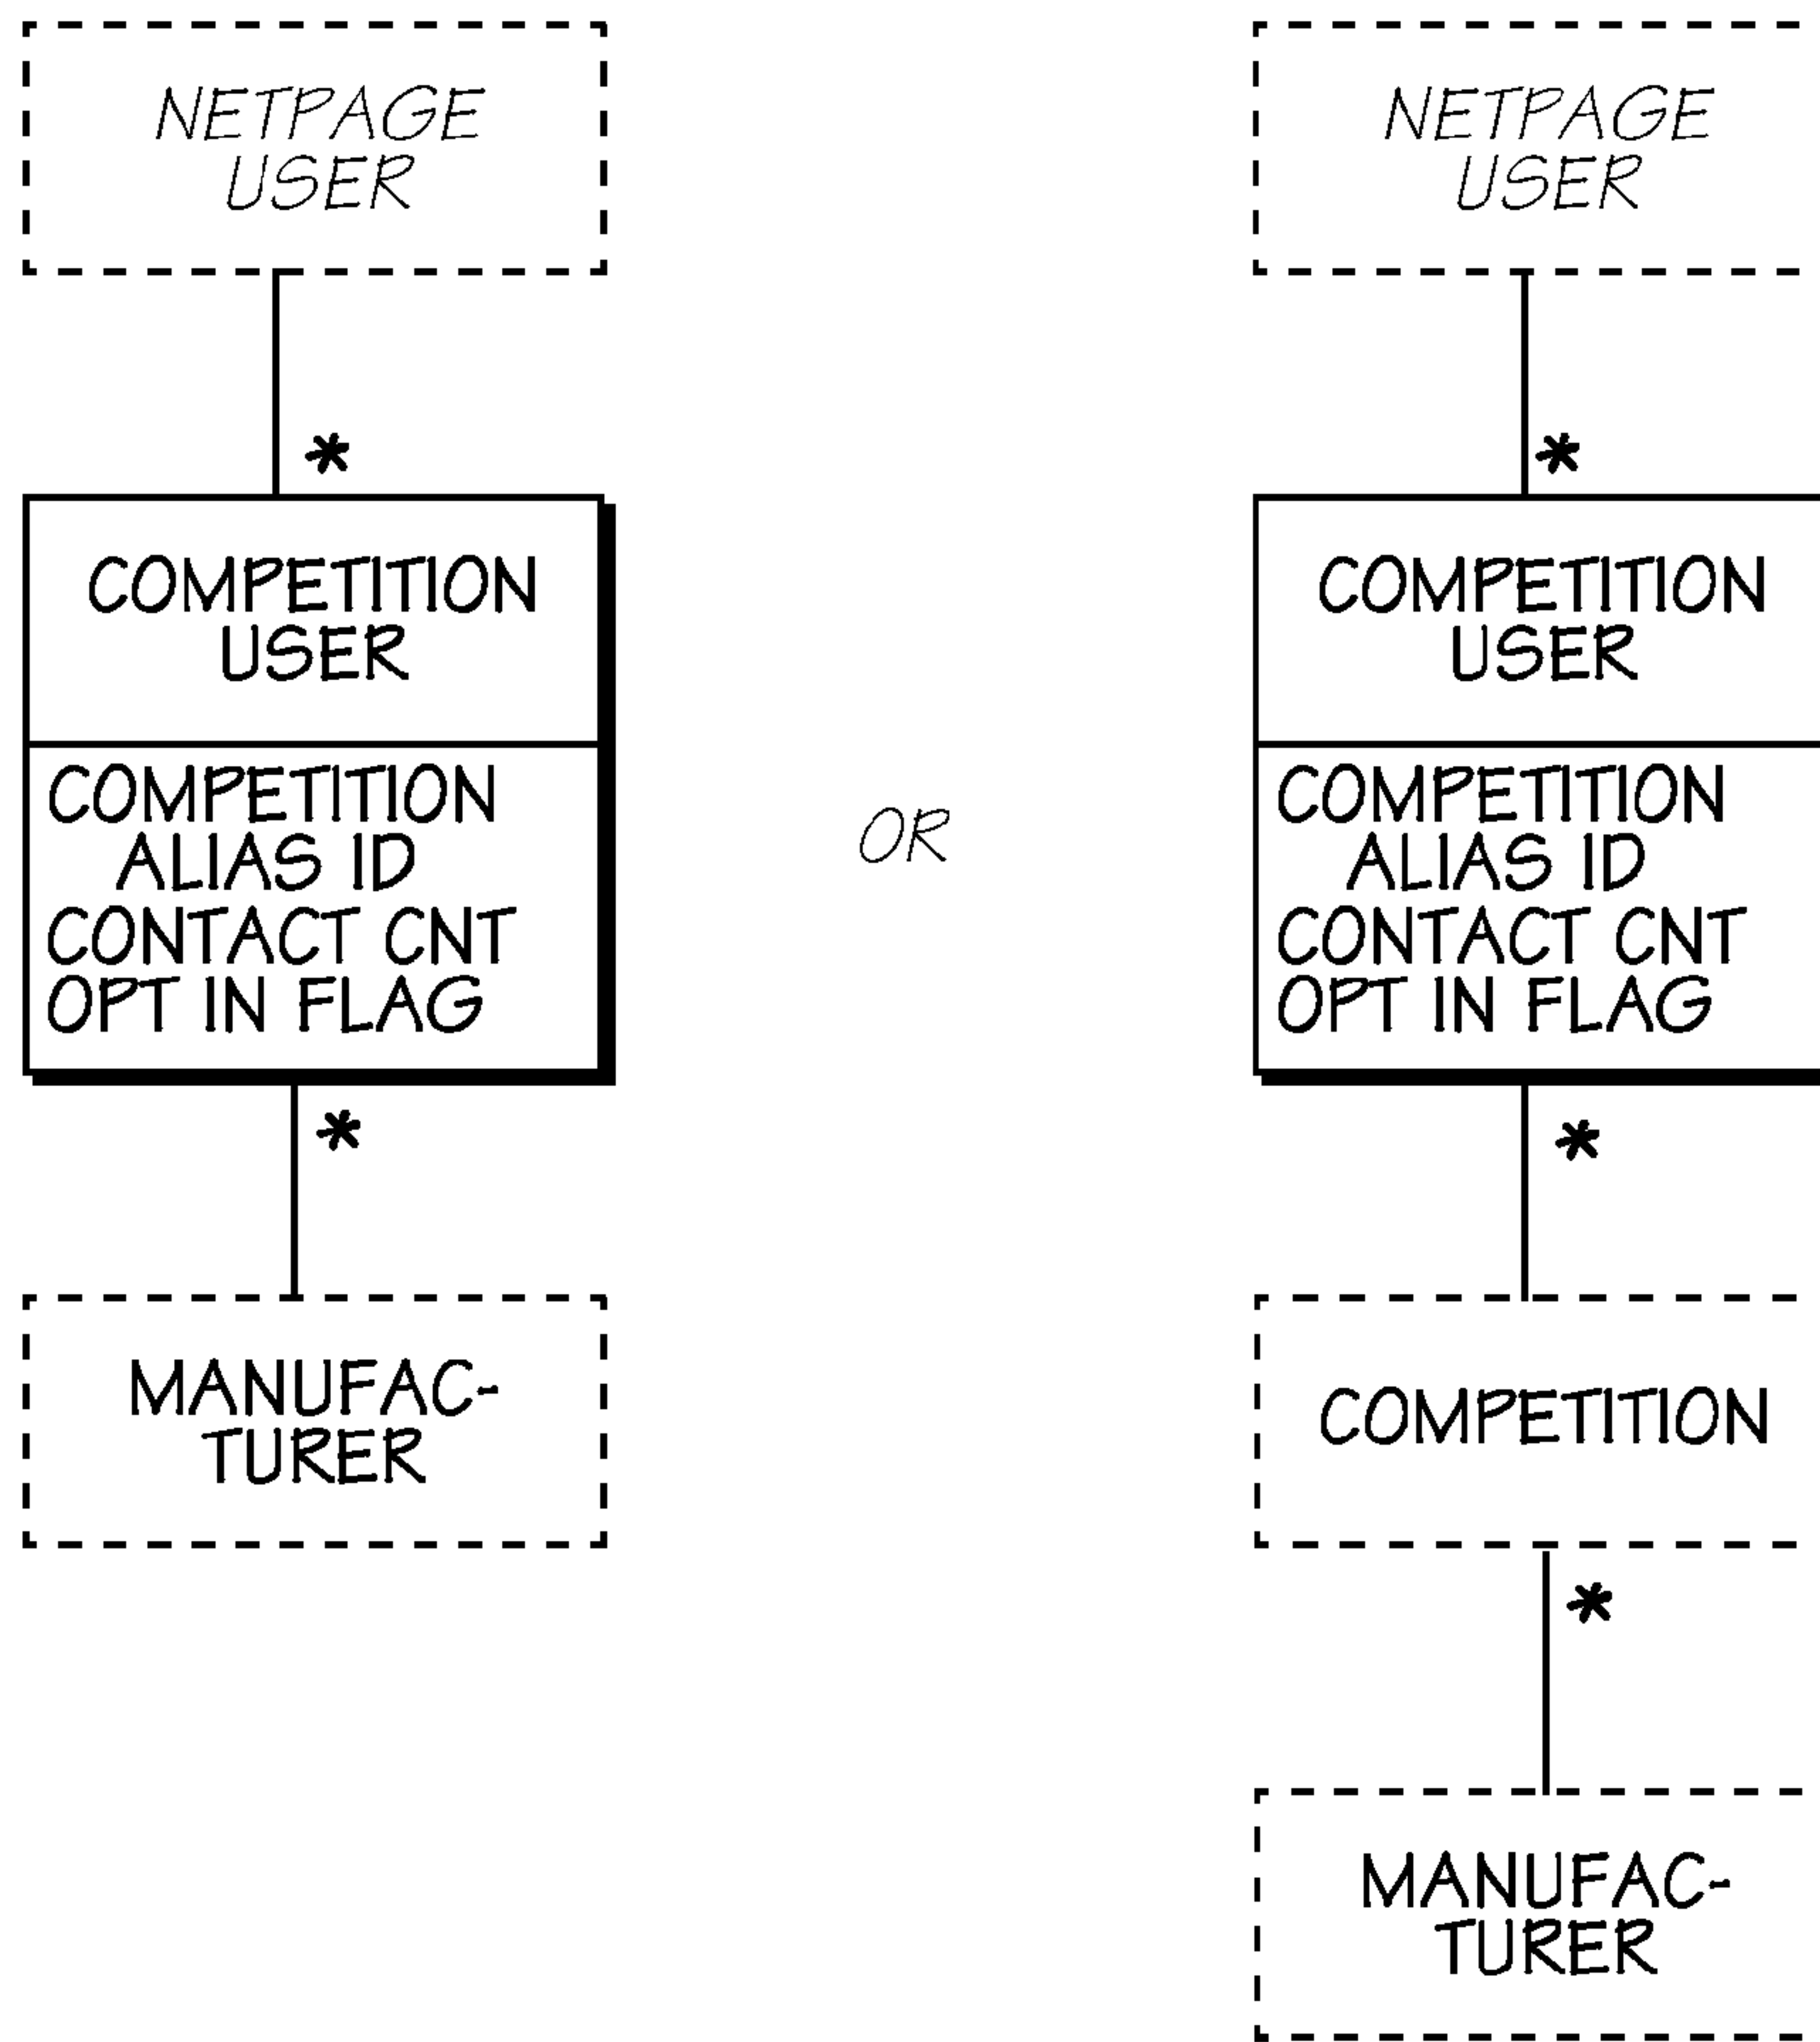 NETPAGE
USER
*
COMPETITION
USER
COMPETITION
ALIAS ID
CONTACT CNT
OPT IN FLAG
*
MANUFAC-
TURER
OR
NETPAGE
USER
*
COMPETITION
USER
COMPETITION
ALIAS ID
CONTACT CNT
OPT IN FLAG
*
COMPETITION
*
MANUFAC-
TURER